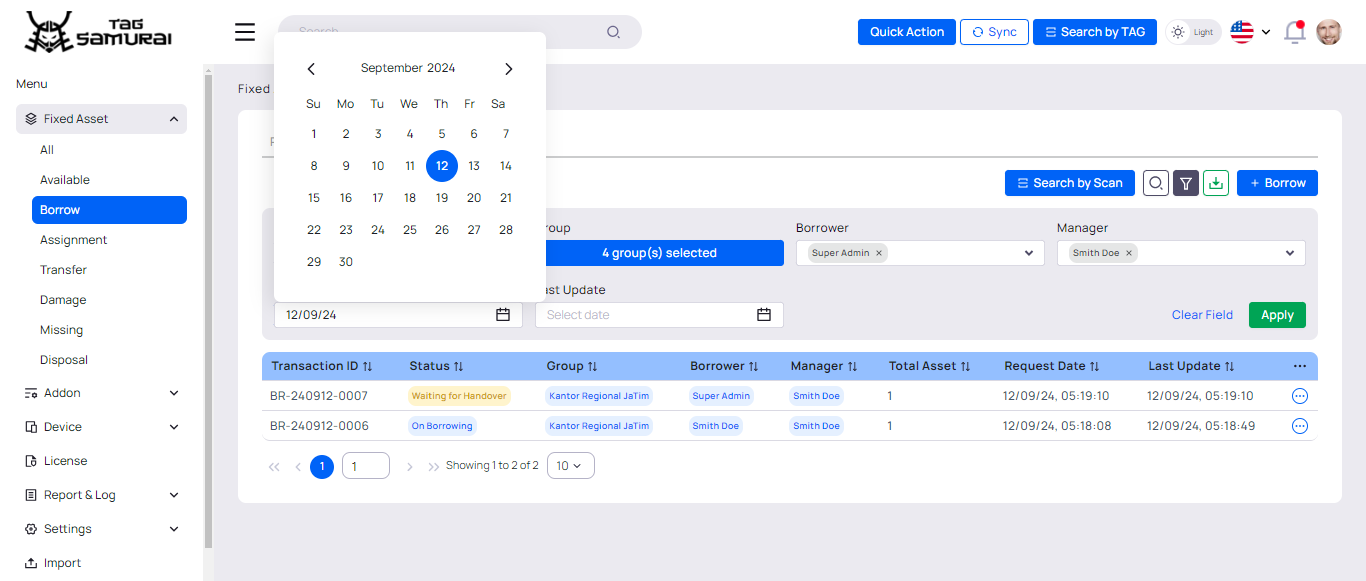 TAG
SAMURAI
Search
Quick Action
Sync
Search by TAG
Light
Menu
Fixed Asset
All
Available
Borrow
Assignment
Transfer
Damage
Missing
Disposal
Addon
Device
License
Report & Log
Settings
Import
Fixed
September 2024
Su Mo Tu We Th Fr Sa
1 2 3 4 5 6 7
8 9 10 11 12 13 14
15 16 17 18 19 20 21
22 23 24 25 26 27 28
29 30
Search by Scan
+ Borrow
oup
4 group(s) selected
Borrower
Super Admin ×
Manager
Smith Doe ×
12/09/24
ast Update
Select date
Clear Field
Apply
Transaction ID Status Group Borrower Manager Total Asset Request Date Last Update ...
BR-240912-0007 Waiting for Handover Kantor Regional JaTim Super Admin Smith Doe 1 12/09/24, 05:19:10 12/09/24, 05:19:10
BR-240912-0006 On Borrowing Kantor Regional JaTim Smith Doe Smith Doe 1 12/09/24, 05:18:08 12/09/24, 05:18:49
<< < 1 1 > >> Showing 1 to 2 of 2 10